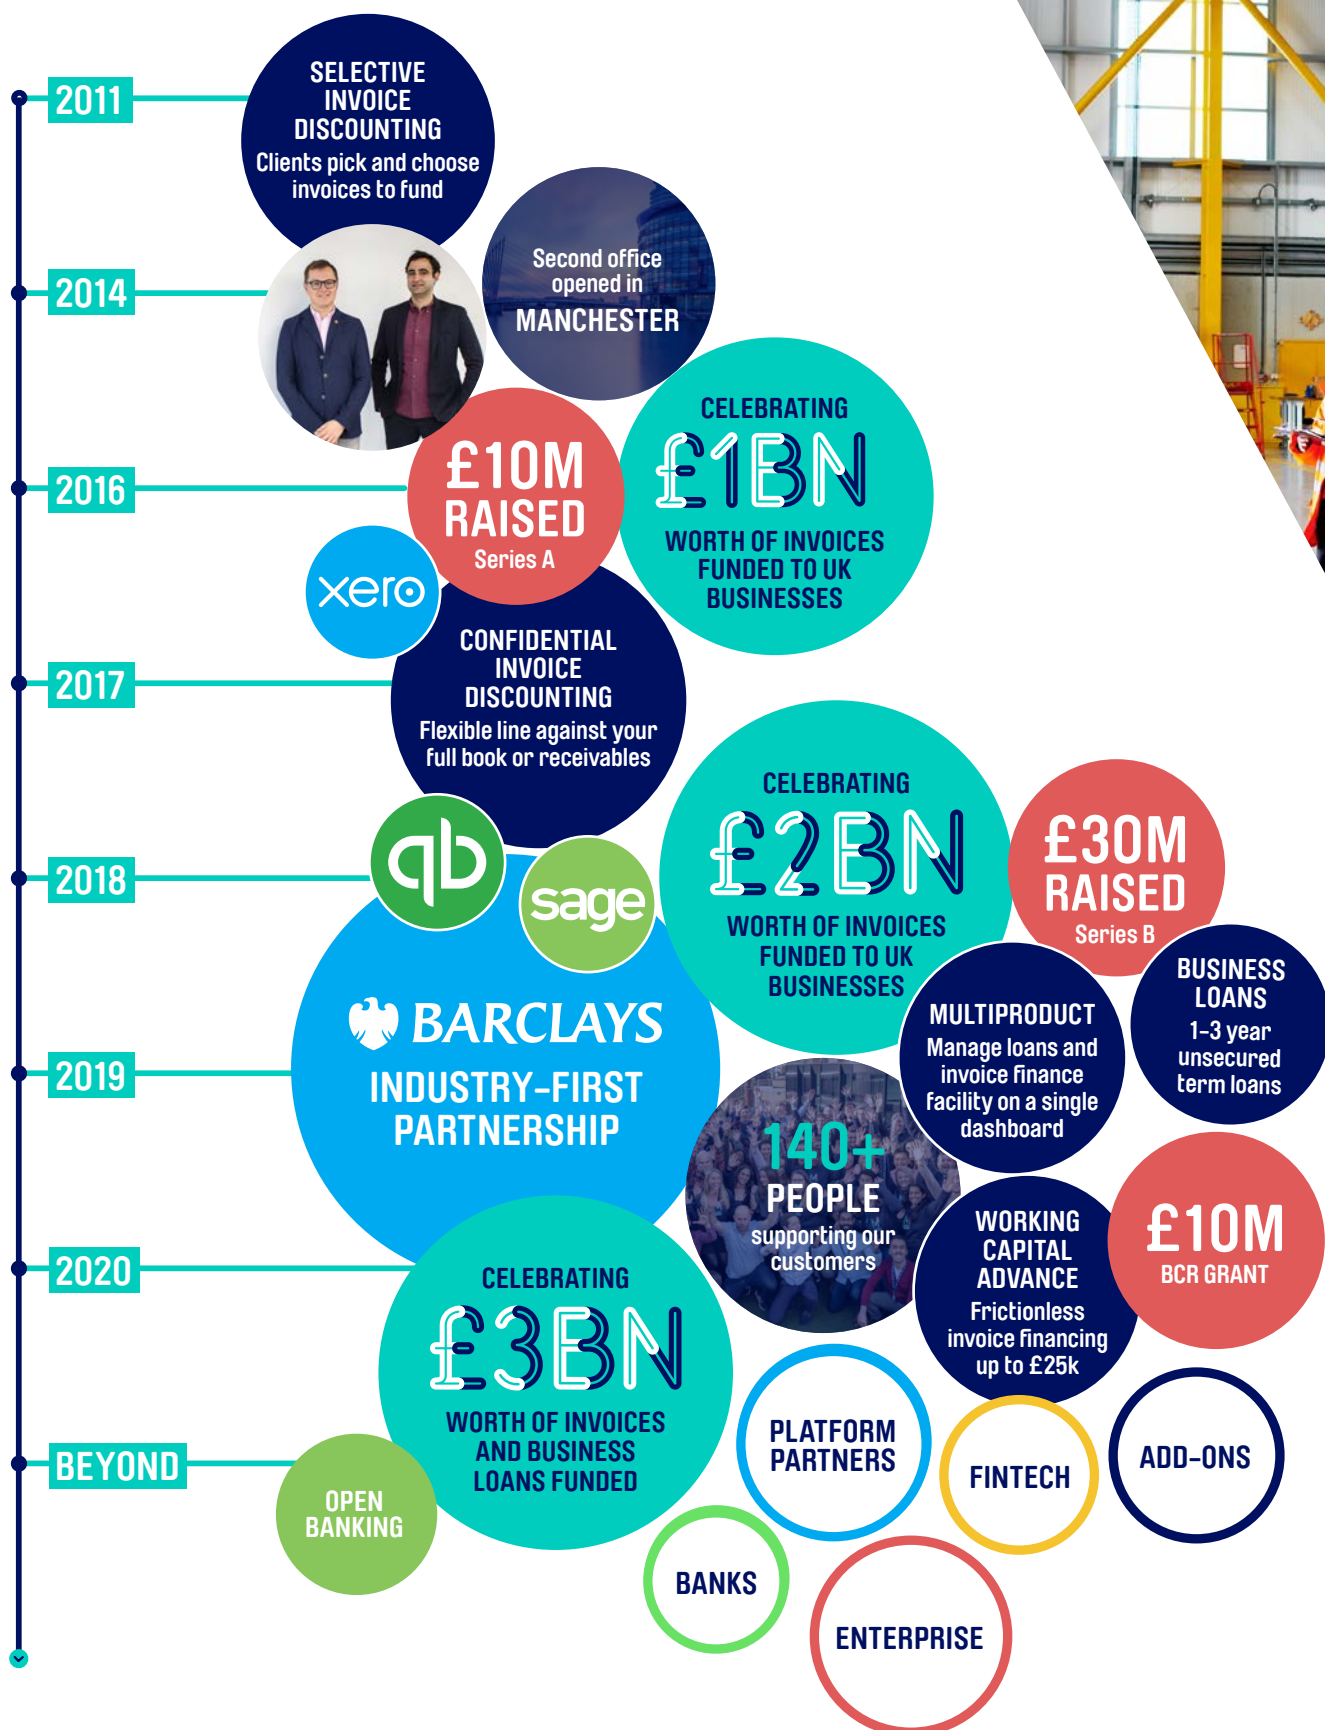 2011
SELECTIVE
INVOICE
DISCOUNTING
Clients pick and choose
invoices to fund
2014
Second office
opened in
MANCHESTER
2016
£10M
RAISED
Series A
CELEBRATING
£1BN
WORTH OF INVOICES
FUNDED TO UK
BUSINESSES
xero
2017
CONFIDENTIAL
INVOICE
DISCOUNTING
Flexible line against your
full book or receivables
2018
qb
sage
CELEBRATING
£2BN
WORTH OF INVOICES
FUNDED TO UK
BUSINESSES
£30M
RAISED
Series B
2019
BARCLAYS
INDUSTRY-FIRST
PARTNERSHIP
MULTIPRODUCT
Manage loans and
invoice finance
facility on a single
dashboard
BUSINESS
LOANS
1-3 year
unsecured
term loans
140+
PEOPLE
supporting our
customers
2020
CELEBRATING
£3BN
WORTH OF INVOICES
AND BUSINESS
LOANS FUNDED
WORKING
CAPITAL
ADVANCE
Frictionless
invoice financing
up to £25k
£10M
BCR GRANT
BEYOND
OPEN
BANKING
PLATFORM
PARTNERS
FINTECH
ADD-ONS
BANKS
ENTERPRISE